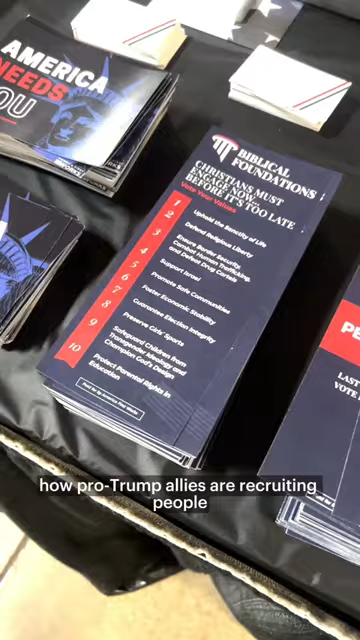 AMERICA
NEEDS
YOU
BIBLICAL
FOUNDATIONS
CHRISTIANS MUST
ENGAGE NOW,
BEFORE IT'S TOO LATE
Vote Your Values
1 Uphold the Sanctity of Life
2 Defend Religious Liberty
3 Ensure Border Security,
Combat Human Trafficking,
and Defeat Drug Cartels
4 Support Israel
5 Promote Safe Communities
6 Foster Economic Stability
7 Guarantee Election Integrity
8 Preserve Girls' Sports
9 Safeguard Children from
Transgender Ideology and
Champion God's Design
10 Protect Parental Rights in
Education
PE
LAST
VOTE
how pro-Trump allies are recruiting
people